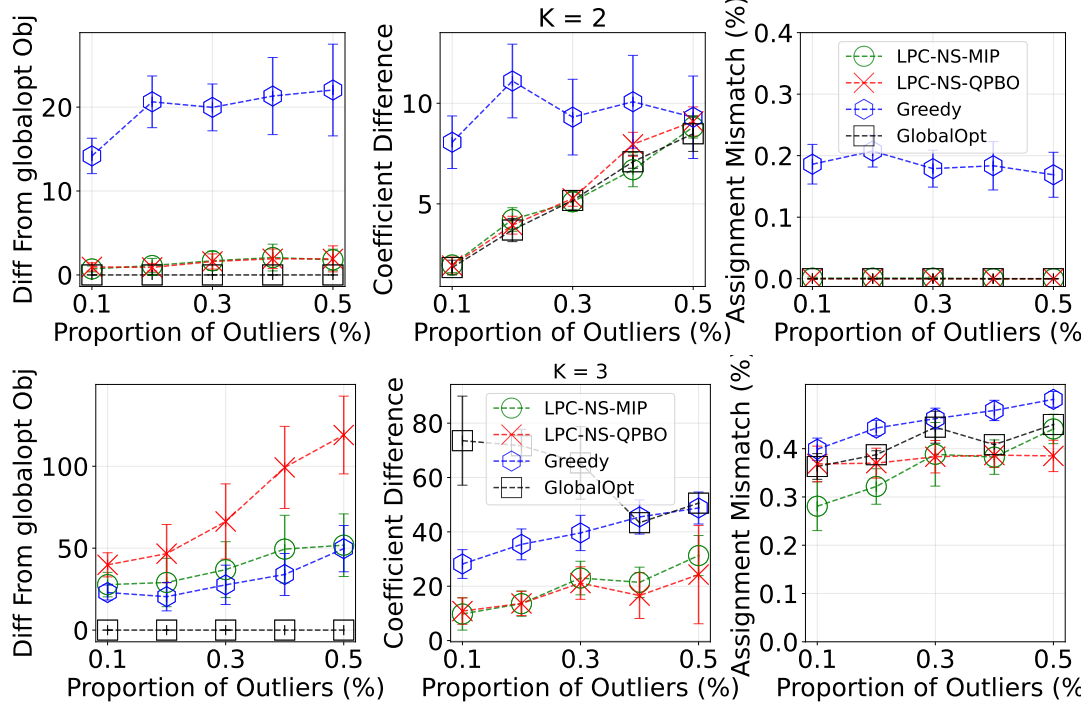 K = 2
Diff From globalopt Obj
20
10
0
0.1 0.3 0.5
Proportion of Outliers (%)
Coefficient Difference
10
5
0.1 0.3 0.5
Proportion of Outliers (%)
Assignment Mismatch (%)
0.4
0.3
0.2
0.1
0.0
LPC-NS-MIP
LPC-NS-QPBO
Greedy
GlobalOpt
0.1 0.3 0.5
Proportion of Outliers (%
K = 3
Diff From globalopt Obj
100
50
0
0.1 0.3 0.5
Proportion of Outliers (%)
Coefficient Difference
80
60
40
20
0
LPC-NS-MIP
LPC-NS-QPBO
Greedy
GlobalOpt
0.1 0.3 0.5
Proportion of Outliers (%)
Assignment Mismatch (%)
0.4
0.3
0.2
0.0
0.1 0.3 0.5
Proportion of Outliers (%